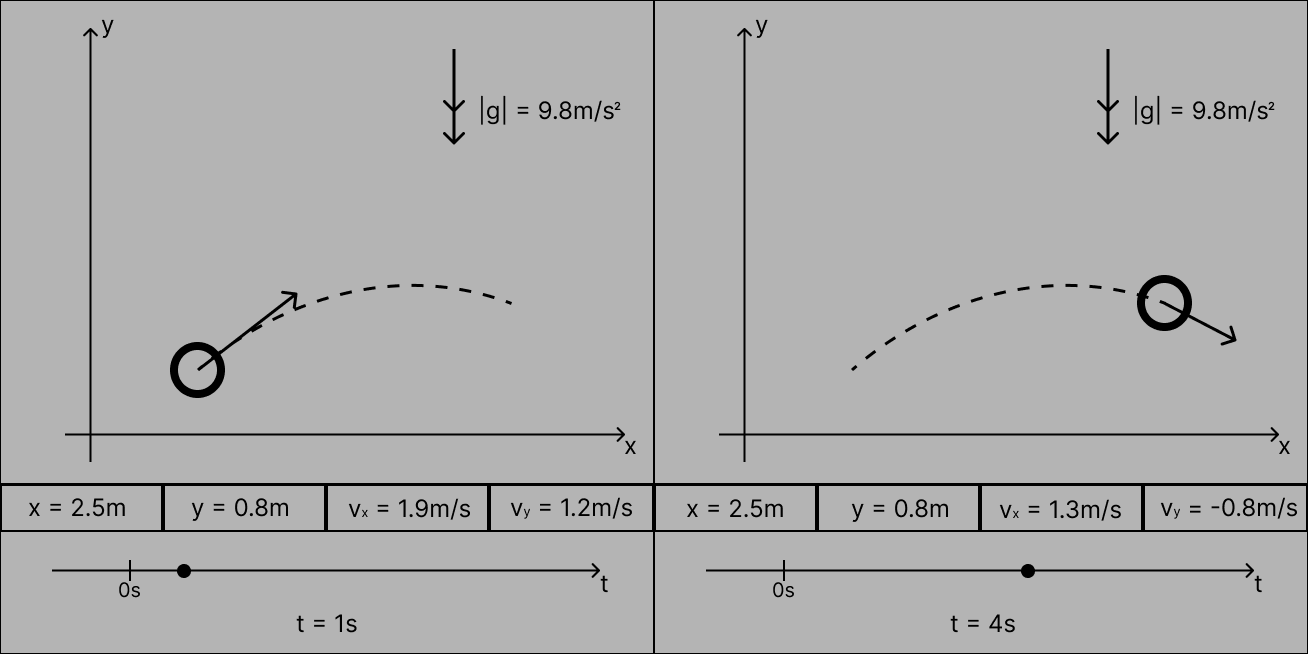 y
|g| = 9.8m/s²
x
x = 2.5m
y = 0.8m
vₓ = 1.9m/s
vᵧ = 1.2m/s
0s
t
t = 1s
y
|g| = 9.8m/s²
x
x = 2.5m
y = 0.8m
vₓ = 1.3m/s
vᵧ = -0.8m/s
0s
t
t = 4s